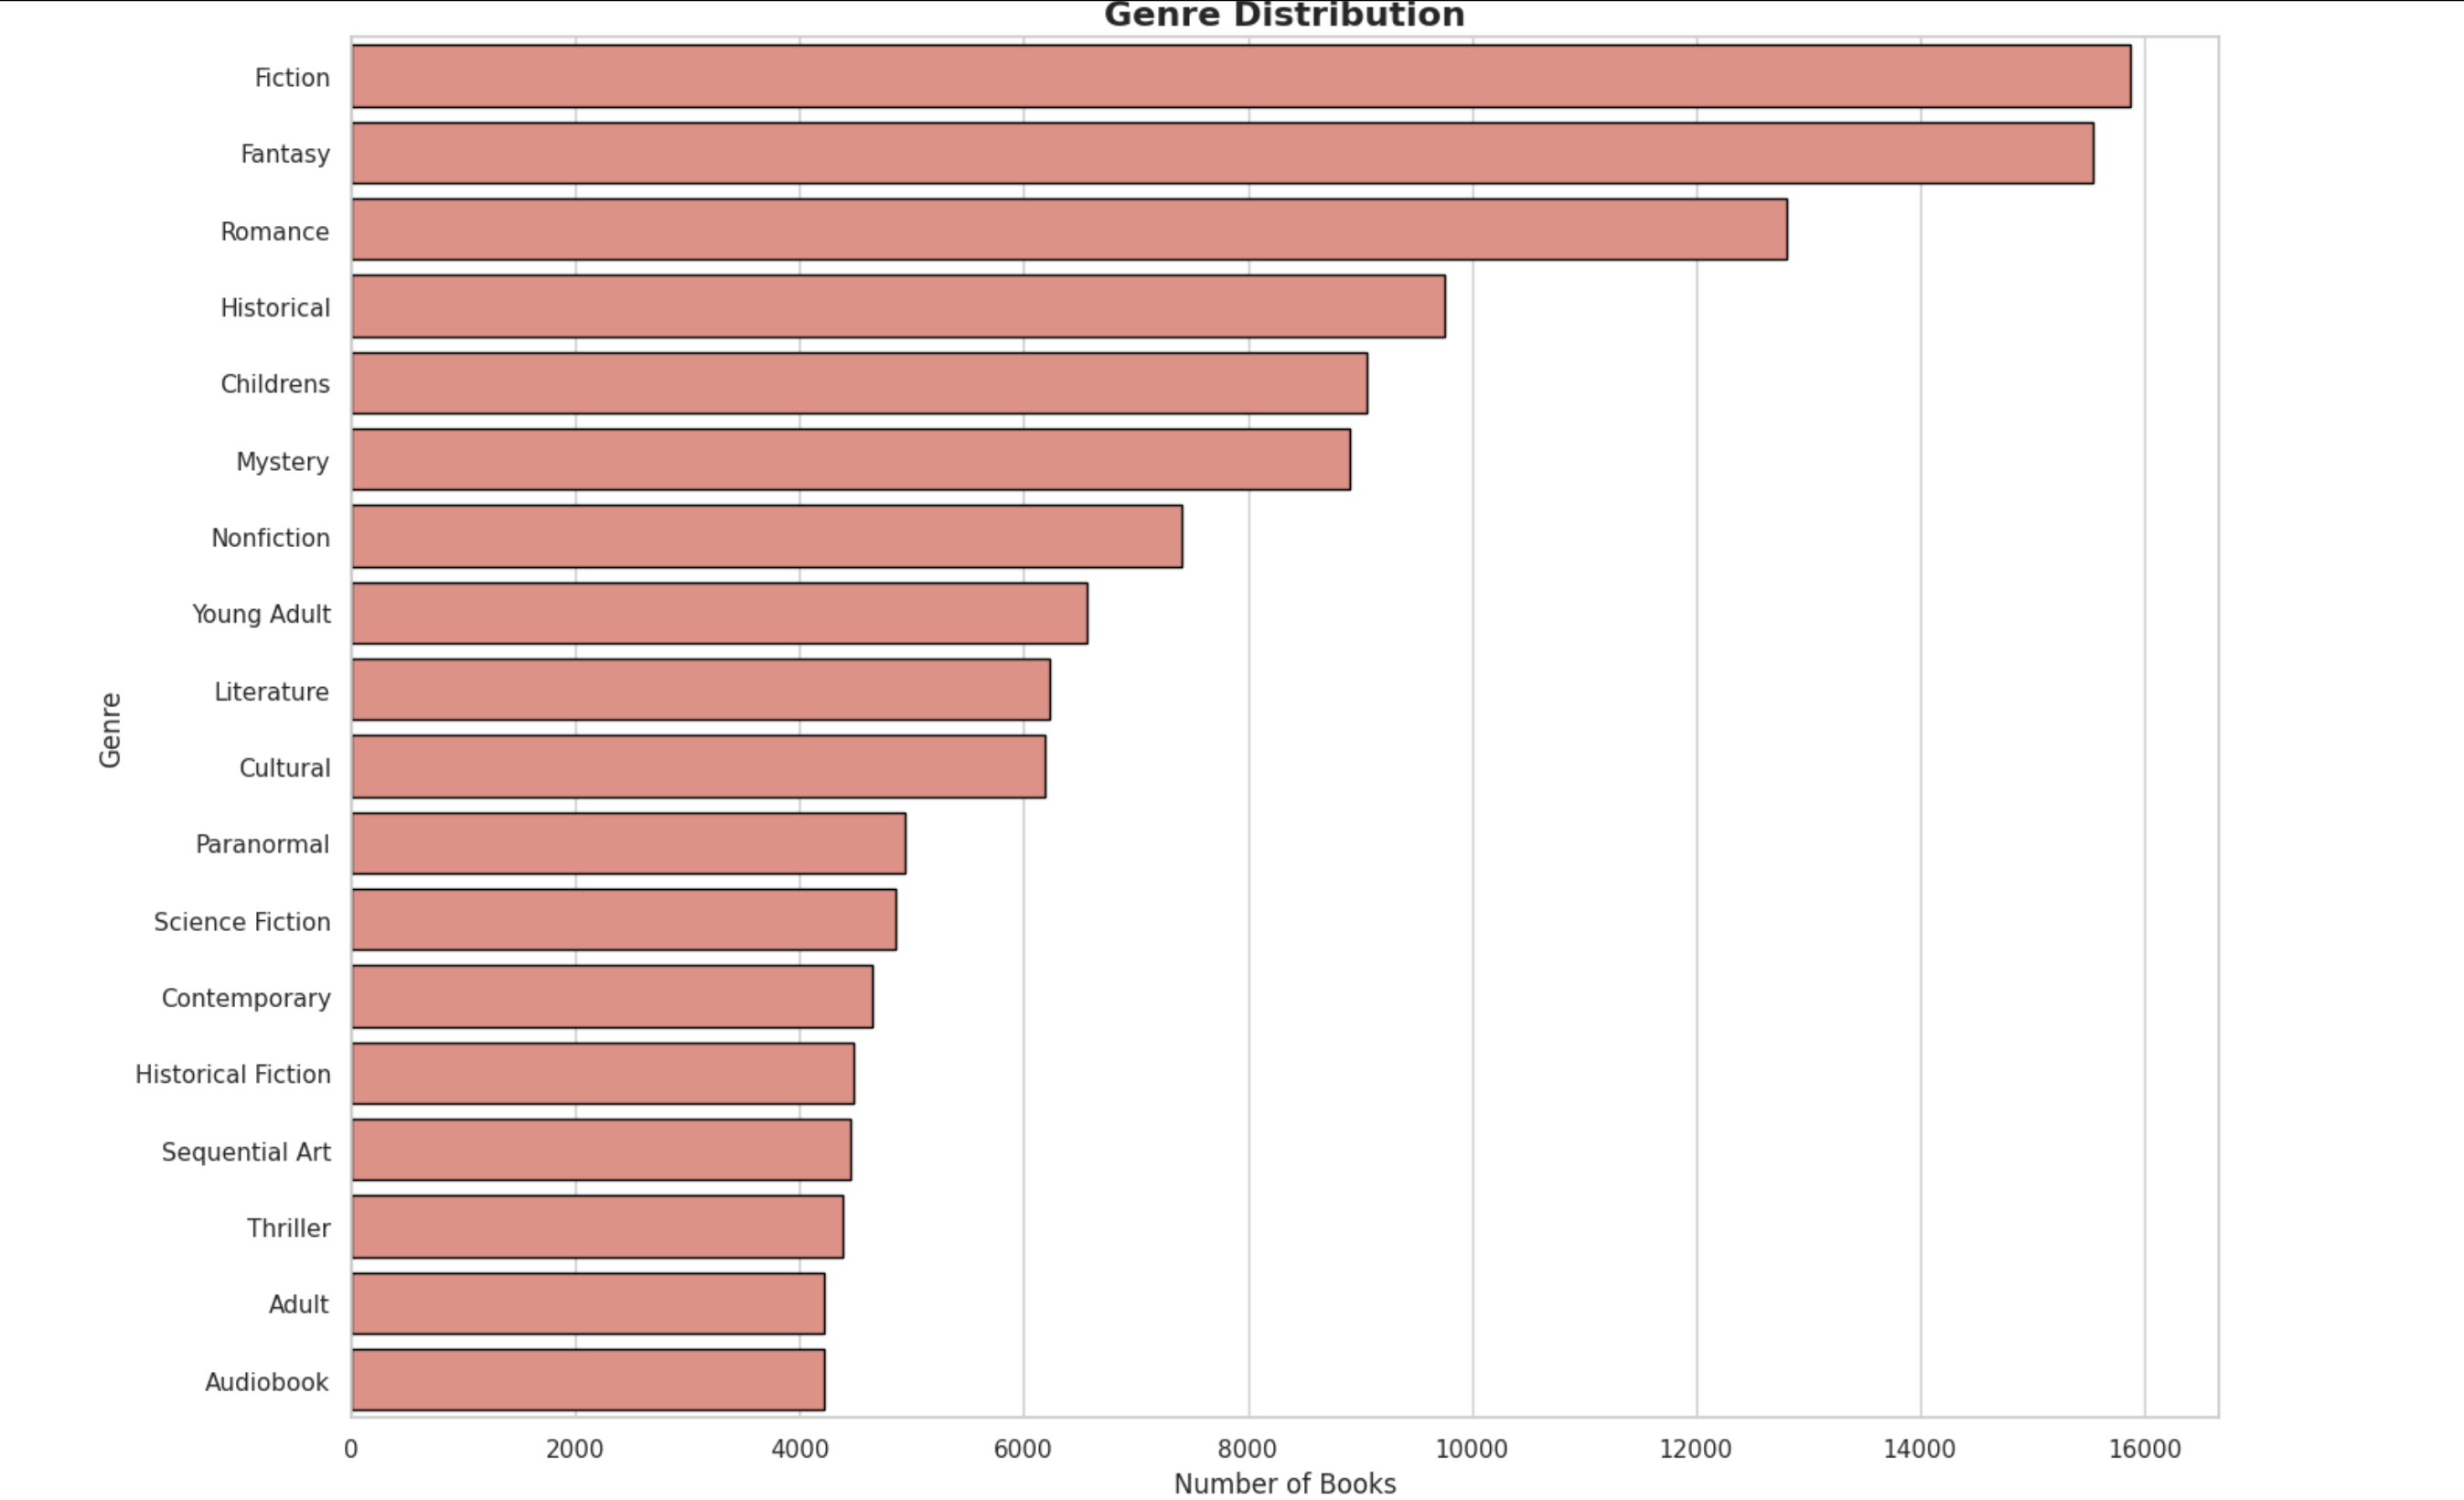 Genre Distribution
Fiction
Fantasy
Romance
Historical
Childrens
Mystery
Nonfiction
Young Adult
Literature
Cultural
Paranormal
Science Fiction
Contemporary
Historical Fiction
Sequential Art
Thriller
Adult
Audiobook
Genre
0 2000 4000 6000 8000 10000 12000 14000 16000
Number of Books